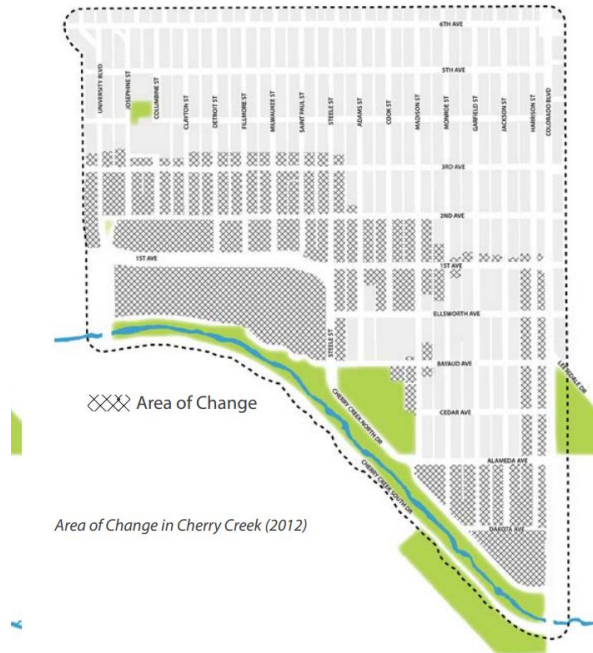 6TH AVE
5TH AVE
UNIVERSITY BLVD
JOSEPHINE ST
COLUMBINE ST
CLAYTON ST
DETROIT ST
FILLMORE ST
MILWAUKEE ST
SAINT PAUL ST
STEELE ST
ADAMS ST
COOK ST
MADISON ST
MONROE ST
GARFIELD ST
JACKSON ST
HARRISON ST
COLORADO BLVD
3RD AVE
2ND AVE
1ST AVE
1ST AVE
ELLSWORTH AVE
STEELE ST
BAYAUD AVE
LEETSDALE DR
Area of Change
CHERRY CREEK NORTH DR
CEDAR AVE
ALAMEDA AVE
CHERRY CREEK SOUTH DR
Area of Change in Cherry Creek (2012)
DAKOTA AVE